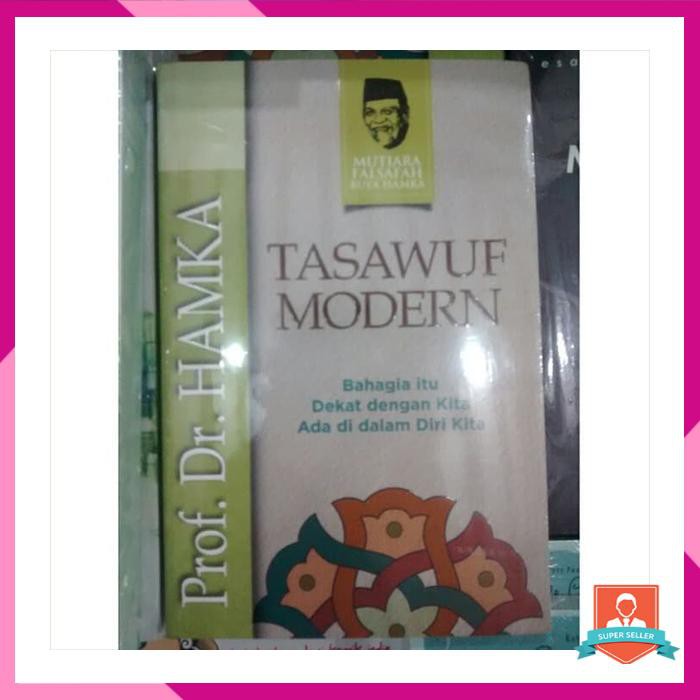 MUTIARA
FALSAFAH
BUYA HAMKA
Prof. Dr. HAMKA
TASAWUF
MODERN
Bahagia itu
Dekat dengan Kita
Ada di dalam Diri Kita
SUPER SELLER